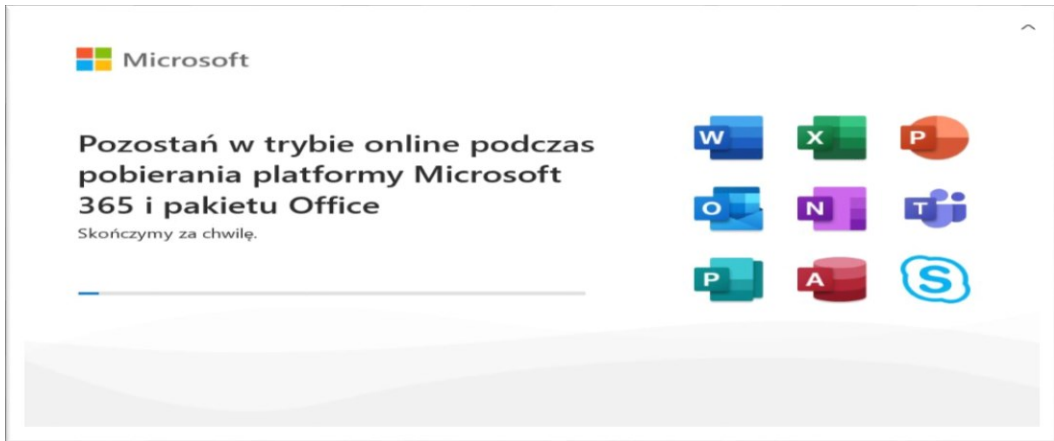 Microsoft
Pozostań w trybie online podczas
pobierania platformy Microsoft
365 i pakietu Office
Skończymy za chwilę.
W X P
O N T
P A S